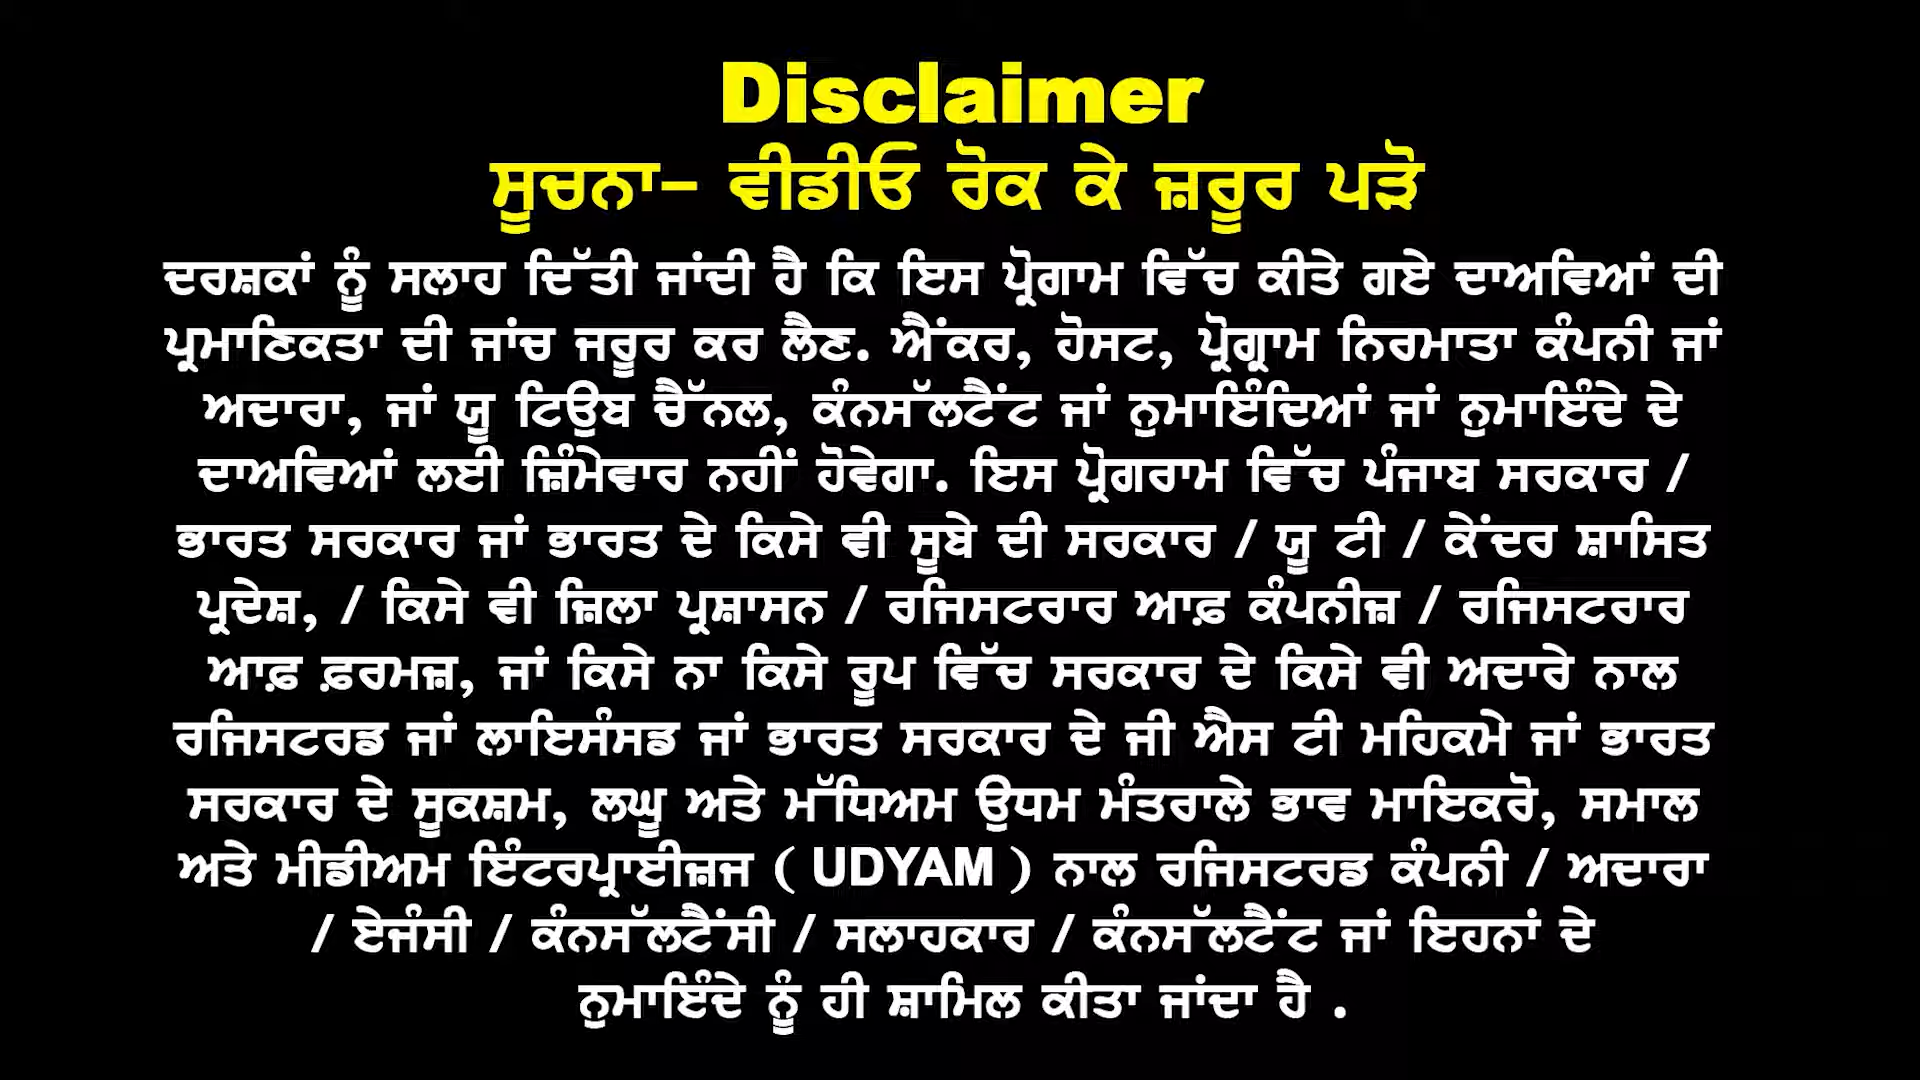 Disclaimer
ਸੂਚਨਾ- ਵੀਡੀਓ ਰੋਕ ਕੇ ਜ਼ਰੂਰ ਪੜੋ
ਦਰਸ਼ਕਾਂ ਨੂੰ ਸਲਾਹ ਦਿੱਤੀ ਜਾਂਦੀ ਹੈ ਕਿ ਇਸ ਪ੍ਰੋਗਾਮ ਵਿੱਚ ਕੀਤੇ ਗਏ ਦਾਅਵਿਆਂ ਦੀ
ਪ੍ਰਮਾਣਿਕਤਾ ਦੀ ਜਾਂਚ ਜਰੂਰ ਕਰ ਲੈਣ. ਐਂਕਰ, ਹੋਸਟ, ਪ੍ਰੋਗ੍ਰਾਮ ਨਿਰਮਾਤਾ ਕੰਪਨੀ ਜਾਂ
ਅਦਾਰਾ, ਜਾਂ ਯੂ ਟਿਊਬ ਚੈੱਨਲ, ਕੰਨਸੱਲਟੈਂਟ ਜਾਂ ਨੁਮਾਇੰਦਿਆਂ ਜਾਂ ਨੁਮਾਇੰਦੇ ਦੇ
ਦਾਅਵਿਆਂ ਲਈ ਜ਼ਿੰਮੇਵਾਰ ਨਹੀਂ ਹੋਵੇਗਾ. ਇਸ ਪ੍ਰੋਗਰਾਮ ਵਿੱਚ ਪੰਜਾਬ ਸਰਕਾਰ /
ਭਾਰਤ ਸਰਕਾਰ ਜਾਂ ਭਾਰਤ ਦੇ ਕਿਸੇ ਵੀ ਸੂਬੇ ਦੀ ਸਰਕਾਰ / ਯੂ ਟੀ / ਕੇਂਦਰ ਸ਼ਾਸਿਤ
ਪ੍ਰਦੇਸ਼, / ਕਿਸੇ ਵੀ ਜ਼ਿਲਾ ਪ੍ਰਸ਼ਾਸਨ / ਰਜਿਸਟਰਾਰ ਆਫ਼ ਕੰਪਨੀਜ਼ / ਰਜਿਸਟਰਾਰ
ਆਫ਼ ਫ਼ਰਮਜ਼, ਜਾਂ ਕਿਸੇ ਨਾ ਕਿਸੇ ਰੂਪ ਵਿੱਚ ਸਰਕਾਰ ਦੇ ਕਿਸੇ ਵੀ ਅਦਾਰੇ ਨਾਲ
ਰਜਿਸਟਰਡ ਜਾਂ ਲਾਇਸੰਸਡ ਜਾਂ ਭਾਰਤ ਸਰਕਾਰ ਦੇ ਜੀ ਐਸ ਟੀ ਮਹਿਕਮੇ ਜਾਂ ਭਾਰਤ
ਸਰਕਾਰ ਦੇ ਸੂਕਸ਼ਮ, ਲਘੂ ਅਤੇ ਮੱਧਿਅਮ ਉਧਮ ਮੰਤਰਾਲੇ ਭਾਵ ਮਾਇਕਰੋ, ਸਮਾਲ
ਅਤੇ ਮੀਡੀਅਮ ਇੰਟਰਪ੍ਰਾਈਜ਼ਜ ( UDYAM ) ਨਾਲ ਰਜਿਸਟਰਡ ਕੰਪਨੀ / ਅਦਾਰਾ
/ ਏਜੰਸੀ / ਕੰਨਸੱਲਟੈਂਸੀ / ਸਲਾਹਕਾਰ / ਕੰਨਸੱਲਟੈਂਟ ਜਾਂ ਇਹਨਾਂ ਦੇ
ਨੁਮਾਇੰਦੇ ਨੂੰ ਹੀ ਸ਼ਾਮਿਲ ਕੀਤਾ ਜਾਂਦਾ ਹੈ .